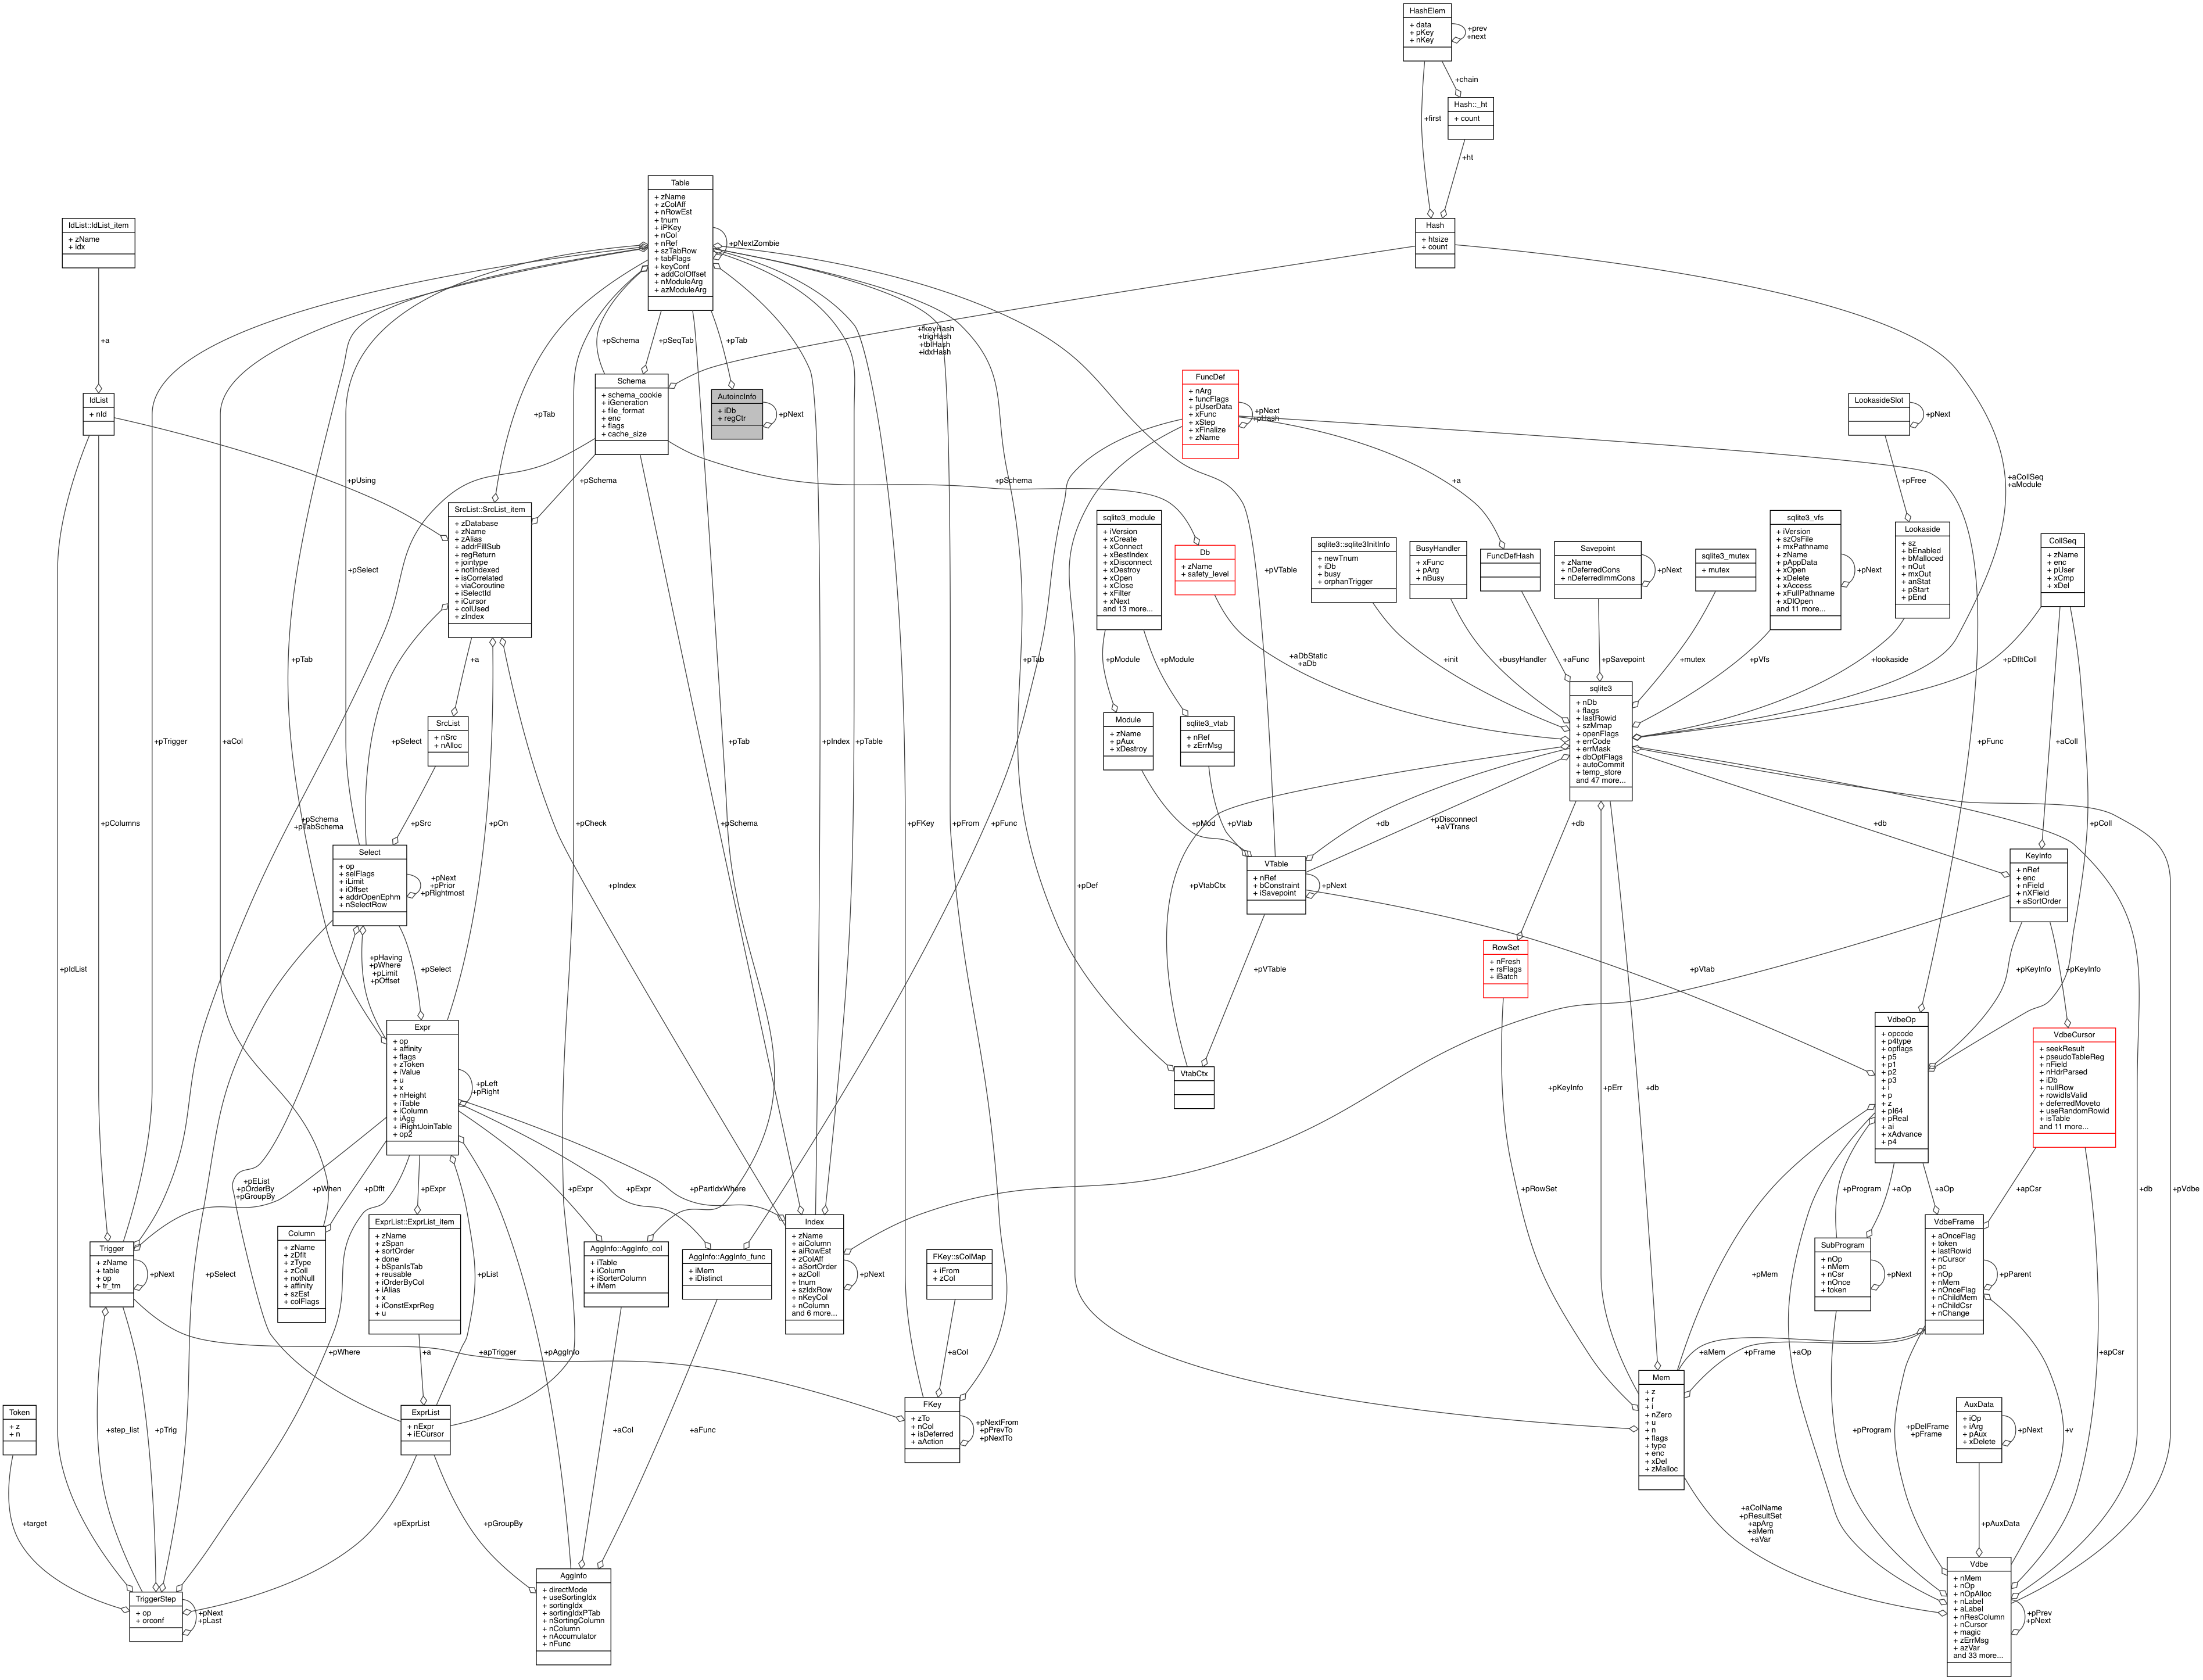 HashElem
+ data
+ pKey
+ nKey
+prev
+next
+chain
Hash::_ht
+ count
+first
+ht
Hash
+ htsize
+ count
Table
+ zName
+ zColAff
+ nRowEst
+ tnum
+ iPKey
+ nCol
+ nRef
+ szTabRow
+ tabFlags
+ keyConf
+ addColOffset
+ nModuleArg
+ azModuleArg
+pNextZombie
IdList::IdList_item
+ zName
+ idx
+a
IdList
+ nId
+pSchema
+pSeqTab
+pTab
+fkeyHash
+trigHash
+tblHash
+idxHash
Schema
+ schema_cookie
+ iGeneration
+ file_format
+ enc
+ flags
+ cache_size
AutoincInfo
+ iDb
+ regCtr
+pNext
FuncDef
+ nArg
+ funcFlags
+ pUserData
+ xFunc
+ xStep
+ xFinalize
+ zName
+pNext
+pHash
LookasideSlot
+pNext
+pTab
+pUsing
+pSchema
+pSchema
+a
+pFree
+aCollSeq
+aModule
SrcList::SrcList_item
+ zDatabase
+ zName
+ zAlias
+ addrFillSub
+ regReturn
+ jointype
+ notIndexed
+ isCorrelated
+ viaCoroutine
+ iSelectId
+ iCursor
+ colUsed
+ zIndex
sqlite3_module
+ iVersion
+ xCreate
+ xConnect
+ xBestIndex
+ xDisconnect
+ xDestroy
+ xOpen
+ xClose
+ xFilter
+ xNext
and 13 more...
Db
+ zName
+ safety_level
sqlite3::sqlite3InitInfo
+ newTnum
+ iDb
+ busy
+ orphanTrigger
BusyHandler
+ xFunc
+ pArg
+ nBusy
FuncDefHash
Savepoint
+ zName
+ nDeferredCons
+ nDeferredImmCons
+pNext
sqlite3_mutex
+ mutex
sqlite3_vfs
+ iVersion
+ szOsFile
+ mxPathname
+ zName
+ pAppData
+ xOpen
+ xDelete
+ xAccess
+ xFullPathname
+ xDlOpen
and 11 more...
+pNext
Lookaside
+ sz
+ bEnabled
+ bMalloced
+ nOut
+ mxOut
+ anStat
+ pStart
+ pEnd
CollSeq
+ zName
+ enc
+ pUser
+ xCmp
+ xDel
+pSelect
+pVTable
+pTab
+a
+pTab
+pModule
+pModule
+aDbStatic
+aDb
+init
+busyHandler
+aFunc
+pSavepoint
+mutex
+pVfs
+lookaside
+pDfltColl
SrcList
+ nSrc
+ nAlloc
Module
+ zName
+ pAux
+ xDestroy
sqlite3_vtab
+ nRef
+ zErrMsg
sqlite3
+ nDb
+ flags
+ lastRowid
+ szMmap
+ openFlags
+ errCode
+ errMask
+ dbOptFlags
+ autoCommit
+ temp_store
and 47 more...
+pTrigger
+aCol
+pSelect
+pTab
+pIndex
+pTable
+pFunc
+aColl
+pColumns
+pSchema
+pTabSchema
+pSrc
+pOn
+pCheck
+pSchema
+pFKey
+pFrom
+pFunc
+pMod
+pVtab
+db
+pDisconnect
+aVTrans
+db
+db
+pColl
Select
+ op
+ selFlags
+ iLimit
+ iOffset
+ addrOpenEphm
+ nSelectRow
+pNext
+pPrior
+pRightmost
+pIndex
+pDef
+pVtabCtx
VTable
+ nRef
+ bConstraint
+ iSavepoint
+pNext
KeyInfo
+ nRef
+ enc
+ nField
+ nXField
+ aSortOrder
+pIdList
+pHaving
+pWhere
+pLimit
+pOffset
+pSelect
+pVTable
RowSet
+ nFresh
+ rsFlags
+ iBatch
+pVtab
+pKeyInfo
+pKeyInfo
Expr
+ op
+ affinity
+ flags
+ zToken
+ iValue
+ u
+ x
+ nHeight
+ iTable
+ iColumn
+ iAgg
+ iRightJoinTable
+ op2
+pLeft
+pRight
VtabCtx
+pKeyInfo
+pErr
+db
VdbeOp
+ opcode
+ p4type
+ opflags
+ p5
+ p1
+ p2
+ p3
+ i
+ p
+ z
+ pI64
+ pReal
+ ai
+ xAdvance
+ p4
VdbeCursor
+ seekResult
+ pseudoTableReg
+ nField
+ nHdrParsed
+ iDb
+ nullRow
+ rowidIsValid
+ deferredMoveto
+ useRandomRowid
+ isTable
and 11 more...
+pEList
+pOrderBy
+pGroupBy
+pWhen
+pDflt
+pExpr
+pList
+pExpr
+pExpr
+pPartIdxWhere
+pRowSet
+pProgram
+aOp
+aOp
+apCsr
+db
+pVdbe
Trigger
+ zName
+ table
+ op
+ tr_tm
+pNext
+pSelect
Column
+ zName
+ zDflt
+ zType
+ zColl
+ notNull
+ affinity
+ szEst
+ colFlags
ExprList::ExprList_item
+ zName
+ zSpan
+ sortOrder
+ done
+ bSpanIsTab
+ reusable
+ iOrderByCol
+ iAlias
+ x
+ iConstExprReg
+ u
AggInfo::AggInfo_col
+ iTable
+ iColumn
+ iSorterColumn
+ iMem
AggInfo::AggInfo_func
+ iMem
+ iDistinct
Index
+ zName
+ aiColumn
+ aiRowEst
+ zColAff
+ aSortOrder
+ azColl
+ tnum
+ szIdxRow
+ nKeyCol
+ nColumn
and 6 more...
+pNext
FKey::sColMap
+ iFrom
+ zCol
+pMem
SubProgram
+ nOp
+ nMem
+ nCsr
+ nOnce
+ token
+pNext
VdbeFrame
+ aOnceFlag
+ token
+ lastRowid
+ nCursor
+ pc
+ nOp
+ nMem
+ nOnceFlag
+ nChildMem
+ nChildCsr
+ nChange
+pParent
+pWhere
+a
+apTrigger
+pAggInfo
+aCol
+aMem
+pFrame
+aOp
+apCsr
Token
+ z
+ n
+step_list
+pTrig
ExprList
+ nExpr
+ iECursor
+aCol
+aFunc
FKey
+ zTo
+ nCol
+ isDeferred
+ aAction
+pNextFrom
+pPrevTo
+pNextTo
Mem
+ z
+ r
+ i
+ nZero
+ u
+ n
+ flags
+ type
+ enc
+ xDel
+ zMalloc
+pProgram
+pDelFrame
+pFrame
AuxData
+ iOp
+ iArg
+ pAux
+ xDelete
+pNext
+v
+target
+pExprList
+pGroupBy
+aColName
+pResultSet
+apArg
+aMem
+aVar
+pAuxData
TriggerStep
+ op
+ orconf
+pNext
+pLast
AggInfo
+ directMode
+ useSortingIdx
+ sortingIdx
+ sortingIdxPTab
+ nSortingColumn
+ nColumn
+ nAccumulator
+ nFunc
Vdbe
+ nMem
+ nOp
+ nOpAlloc
+ nLabel
+ aLabel
+ nResColumn
+ nCursor
+ magic
+ zErrMsg
+ azVar
and 33 more...
+pPrev
+pNext